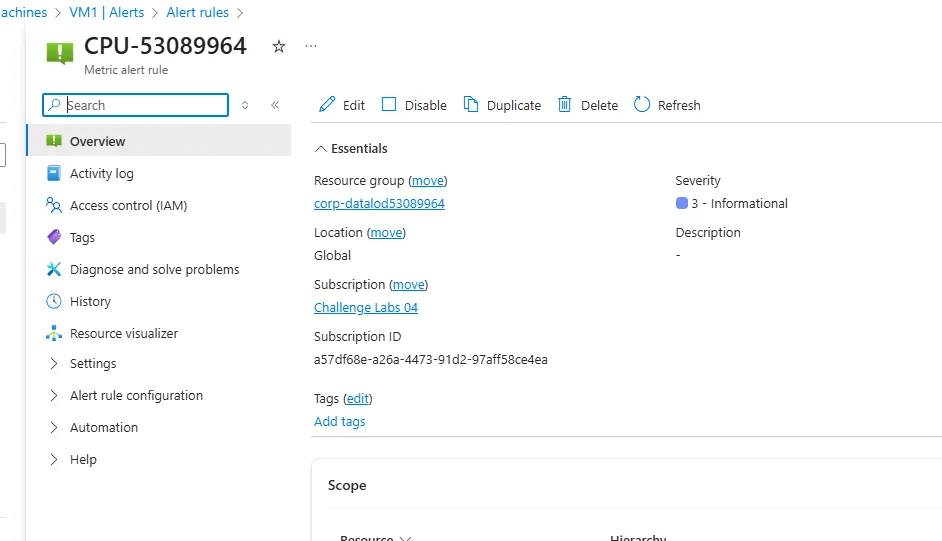 achines > VM1 | Alerts > Alert rules >
CPU-53089964
Metric alert rule
Search
Edit Disable Duplicate Delete Refresh
Overview
Activity log
Access control (IAM)
Tags
Diagnose and solve problems
History
Resource visualizer
Settings
Alert rule configuration
Automation
Help
Essentials
Resource group (move)
corp-datalod53089964
Location (move)
Global
Subscription (move)
Challenge Labs 04
Subscription ID
a57df68e-a26a-4473-91d2-97aff58ce4ea
Tags (edit)
Add tags
Severity
3 - Informational
Description
-
Scope
Resource Hierarchy